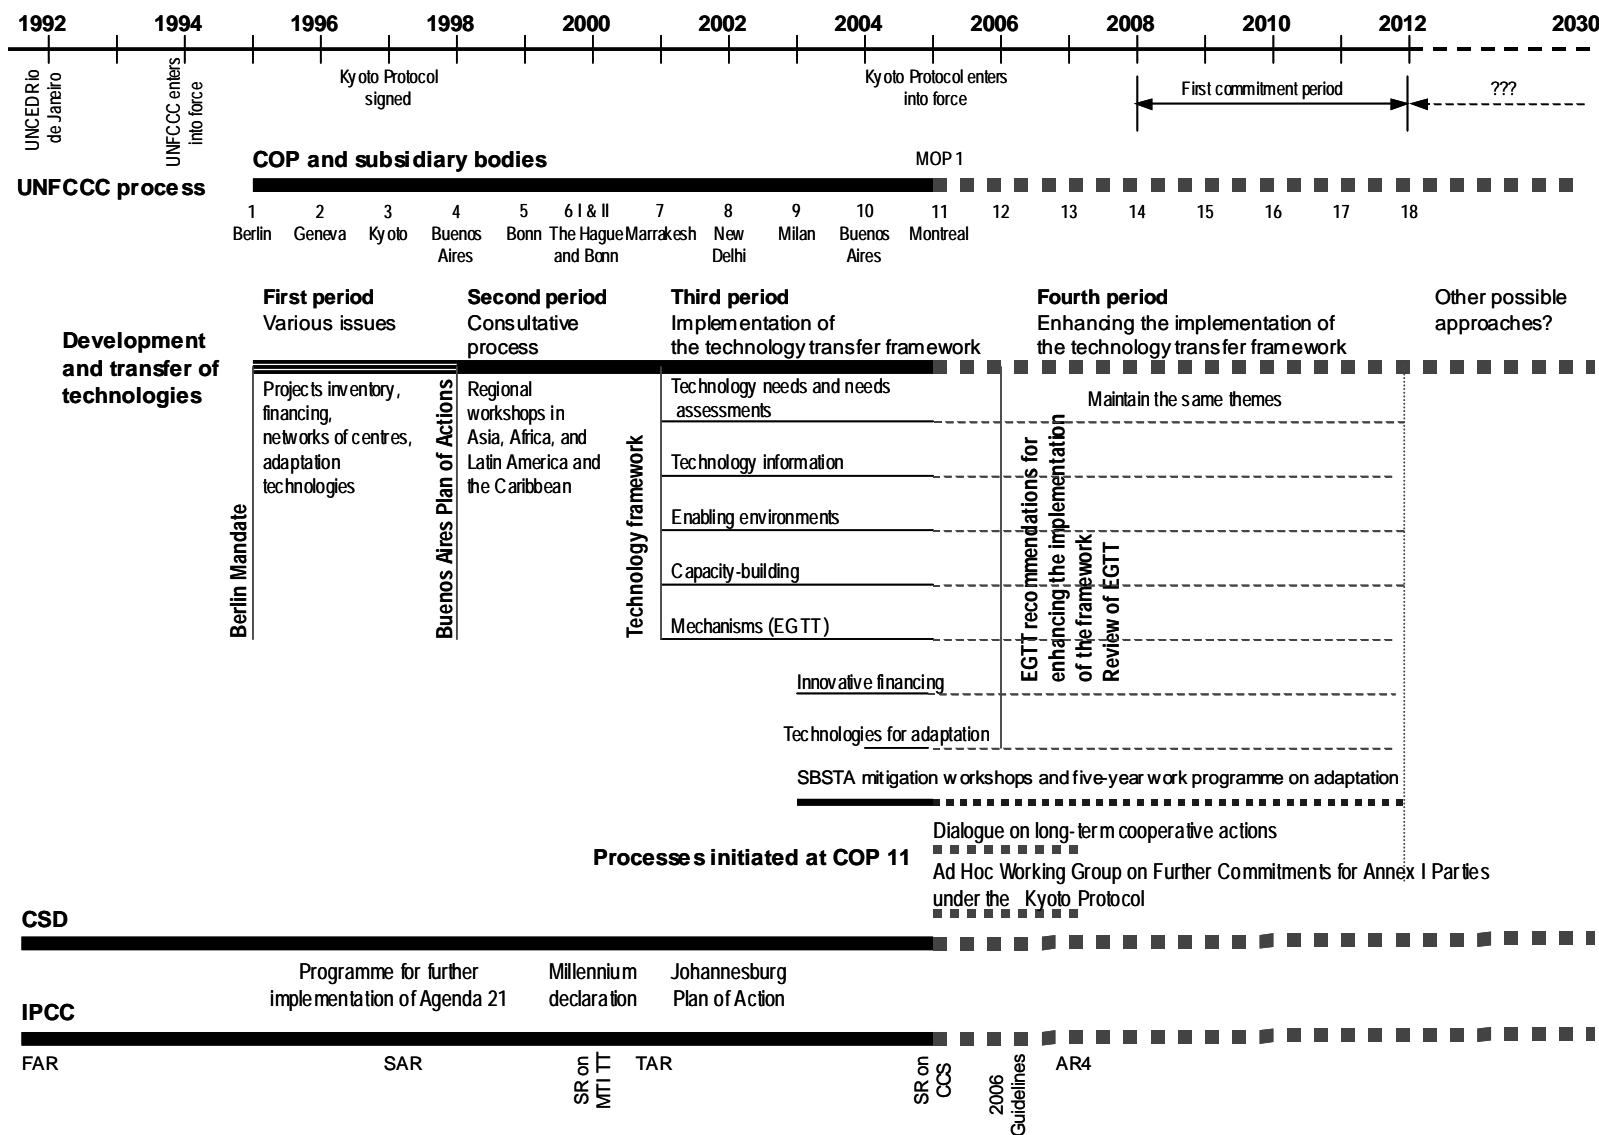 1992 1994 1996 1998 2000 2002 2004 2006 2008 2010 2012 2030
UNCED Rio
de Janeiro
UNFCCC enters
into force
Kyoto Protocol
signed
Kyoto Protocol enters
into force
First commitment period
???
COP and subsidiary bodies
MOP 1
UNFCCC process
1 2 3 4 5 6 I & II 7 8 9 10 11 12 13 14 15 16 17 18
Berlin Geneva Kyoto Buenos Bonn The Hague Marrakesh New Milan Buenos Montreal
Aires and Bonn Delhi Aires
First period
Various issues
Second period
Consultative
process
Third period
Implementation of
the technology transfer framework
Fourth period
Enhancing the implementation of
the technology transfer framework
Other possible
approaches?
Development
and transfer of
technologies
Berlin Mandate
Projects inventory,
financing,
networks of centres,
adaptation
technologies
Buenos Aires Plan of Actions
Regional
workshops in
Asia, Africa, and
Latin America and
the Caribbean
Technology framework
Technology needs and needs
assessments
Technology information
Enabling environments
Capacity-building
Mechanisms (EGTT)
Innovative financing
Technologies for adaptation
Maintain the same themes
EGTT recommendations for
enhancing the implementation
of the framework
Review of EGTT
SBSTA mitigation workshops and five-year work programme on adaptation
Processes initiated at COP 11
Dialogue on long-term cooperative actions
Ad Hoc Working Group on Further Commitments for Annex I Parties
under the Kyoto Protocol
CSD
Programme for further
implementation of Agenda 21
Millennium
declaration
Johannesburg
Plan of Action
IPCC
FAR
SAR
SR on
MTITT
TAR
SR on
CCS
2006
Guidelines
AR4